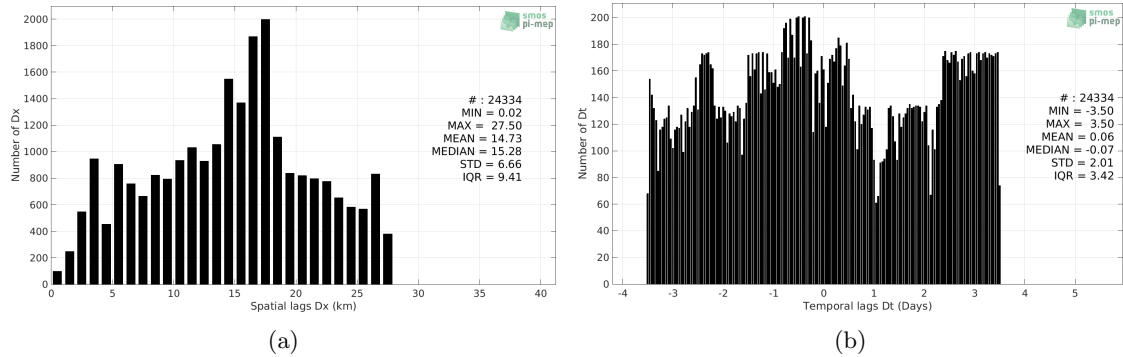 2000
1800
1600
1400
1200
1000
800
600
400
200
0
Number of Dx
0 5 10 15 20 25 30 35 40
Spatial lags Dx (km)
smos
pi-mep
# : 24334
MIN = 0.02
MAX = 27.50
MEAN = 14.73
MEDIAN = 15.28
STD = 6.66
IQR = 9.41
(a)
200
180
160
140
120
100
80
60
40
20
0
Number of Dt
-4 -3 -2 -1 0 1 2 3 4 5
Temporal lags Dt (Days)
smos
pi-mep
# : 24334
MIN = -3.50
MAX = 3.50
MEAN = 0.06
MEDIAN = -0.07
STD = 2.01
IQR = 3.42
(b)